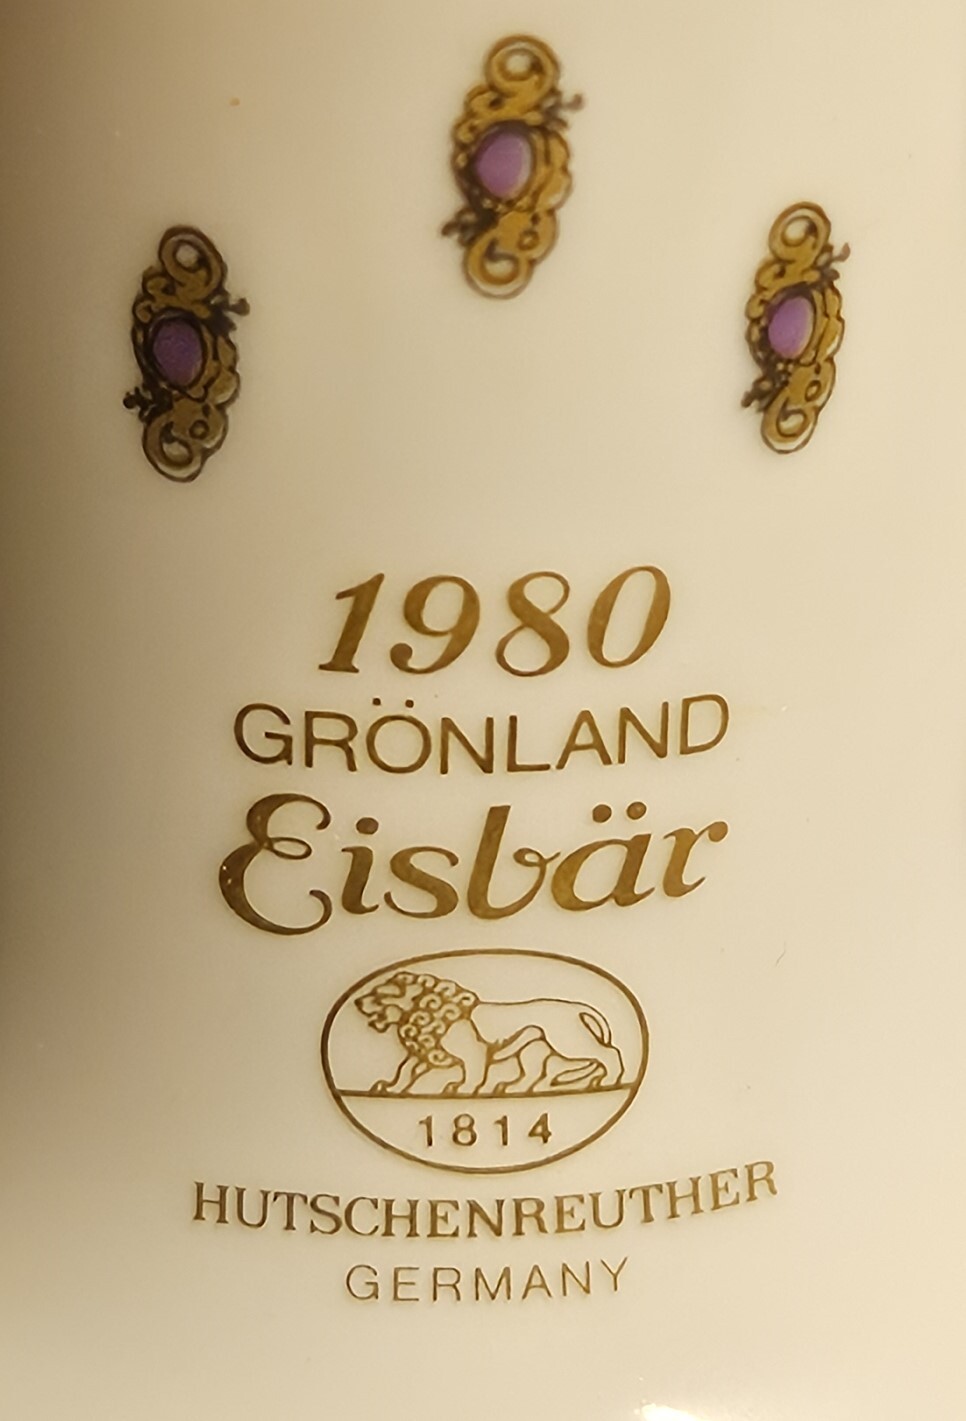 1980
GRÖNLAND
Eisbär
1814
HUTSCHENREUTHER
GERMANY